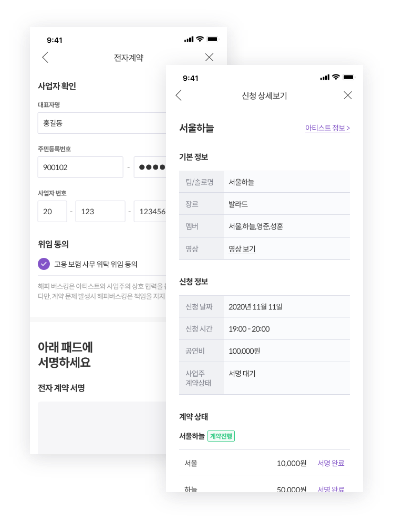 9:41
전자계약
사업자 확인
대표자명
홍길동
주민등록번호
900102 -
사업자 번호
20 - 123 - 123456
위임 동의
고용 보험 사무 위탁 위임 동의
아래 패드에
서명하세요
전자 계약 서명
9:41
신청 상세보기
서울하늘
아티스트 정보 >
기본 정보
팀/솔로명 서울하늘
장르 발라드
멤버 서울,하늘,영준,성훈
영상 영상 보기
신청 정보
신청 날짜 2020년 11월 11일
신청 시간 19:00 - 20:00
공연비 100,000원
사업주 서명 대기
계약상태
계약 상태
서울하늘 계약진행
서울 10,000원 서명 완료
하늘 50,000원 서명 완료